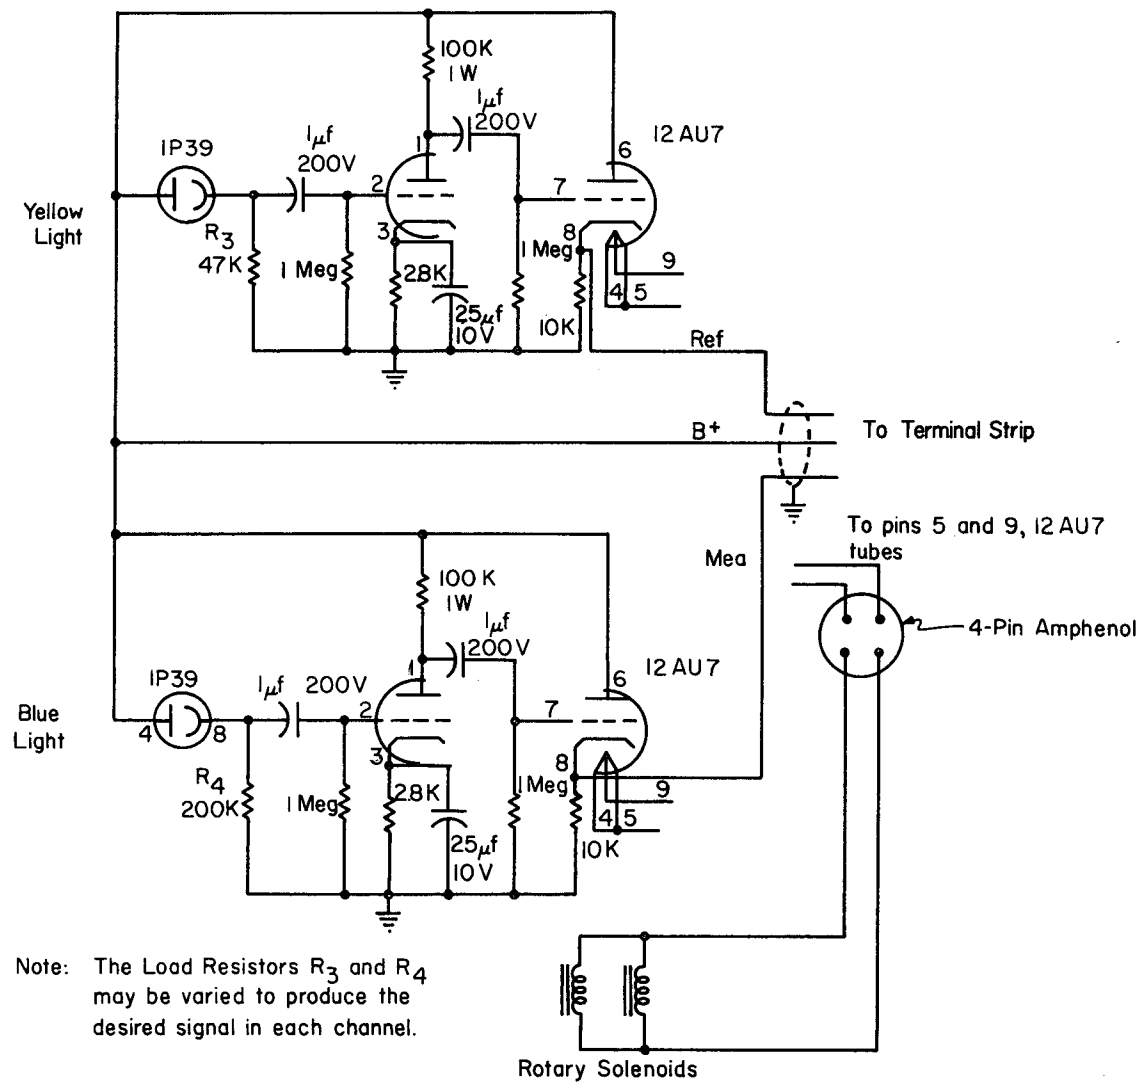 100K
1W
1µf
200V
12 AU7
1µf
200V
1P39
1
6
2
7
Yellow
Light
R3
47K
1 Meg
3
2.8K
8
1 Meg
9
4
5
25µf
10V
10K
Ref
B+
To Terminal Strip
To pins 5 and 9, 12 AU7
tubes
Mea
100 K
1W
1µf
200V
4-Pin Amphenol
12 AU7
1P39
1µf
200V
1
6
2
7
Blue
Light
4
8
R4
200K
1 Meg
3
28K
8
1 Meg
9
4
5
25µf
10V
10K
Note: The Load Resistors R3 and R4
may be varied to produce the
desired signal in each channel.
Rotary Solenoids